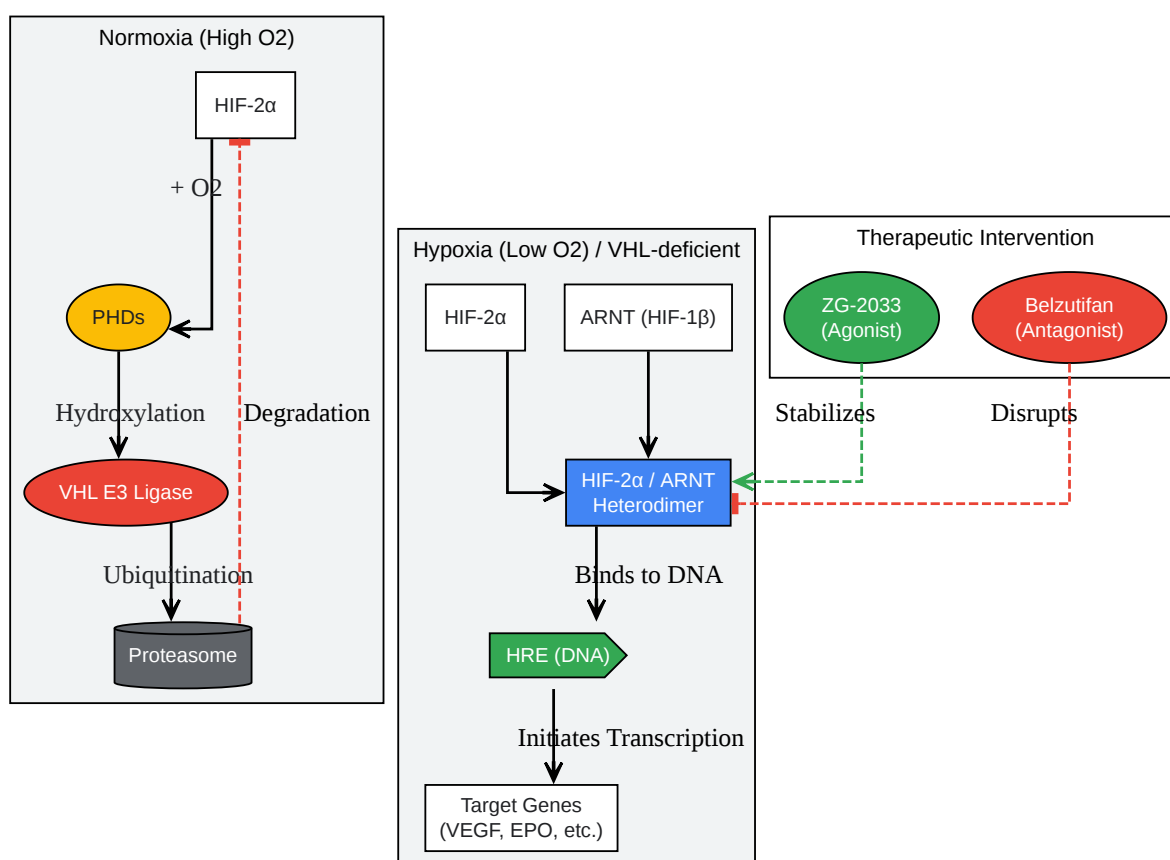 Normoxia (High O2)
HIF-2α
+ O2
PHDs
Hydroxylation
Degradation
VHL E3 Ligase
Ubiquitination
Proteasome
Hypoxia (Low O2) / VHL-deficient
HIF-2α
ARNT (HIF-1β)
HIF-2α / ARNT
Heterodimer
Binds to DNA
HRE (DNA)
Initiates Transcription
Target Genes
(VEGF, EPO, etc.)
Therapeutic Intervention
ZG-2033
(Agonist)
Belzutifan
(Antagonist)
Stabilizes
Disrupts